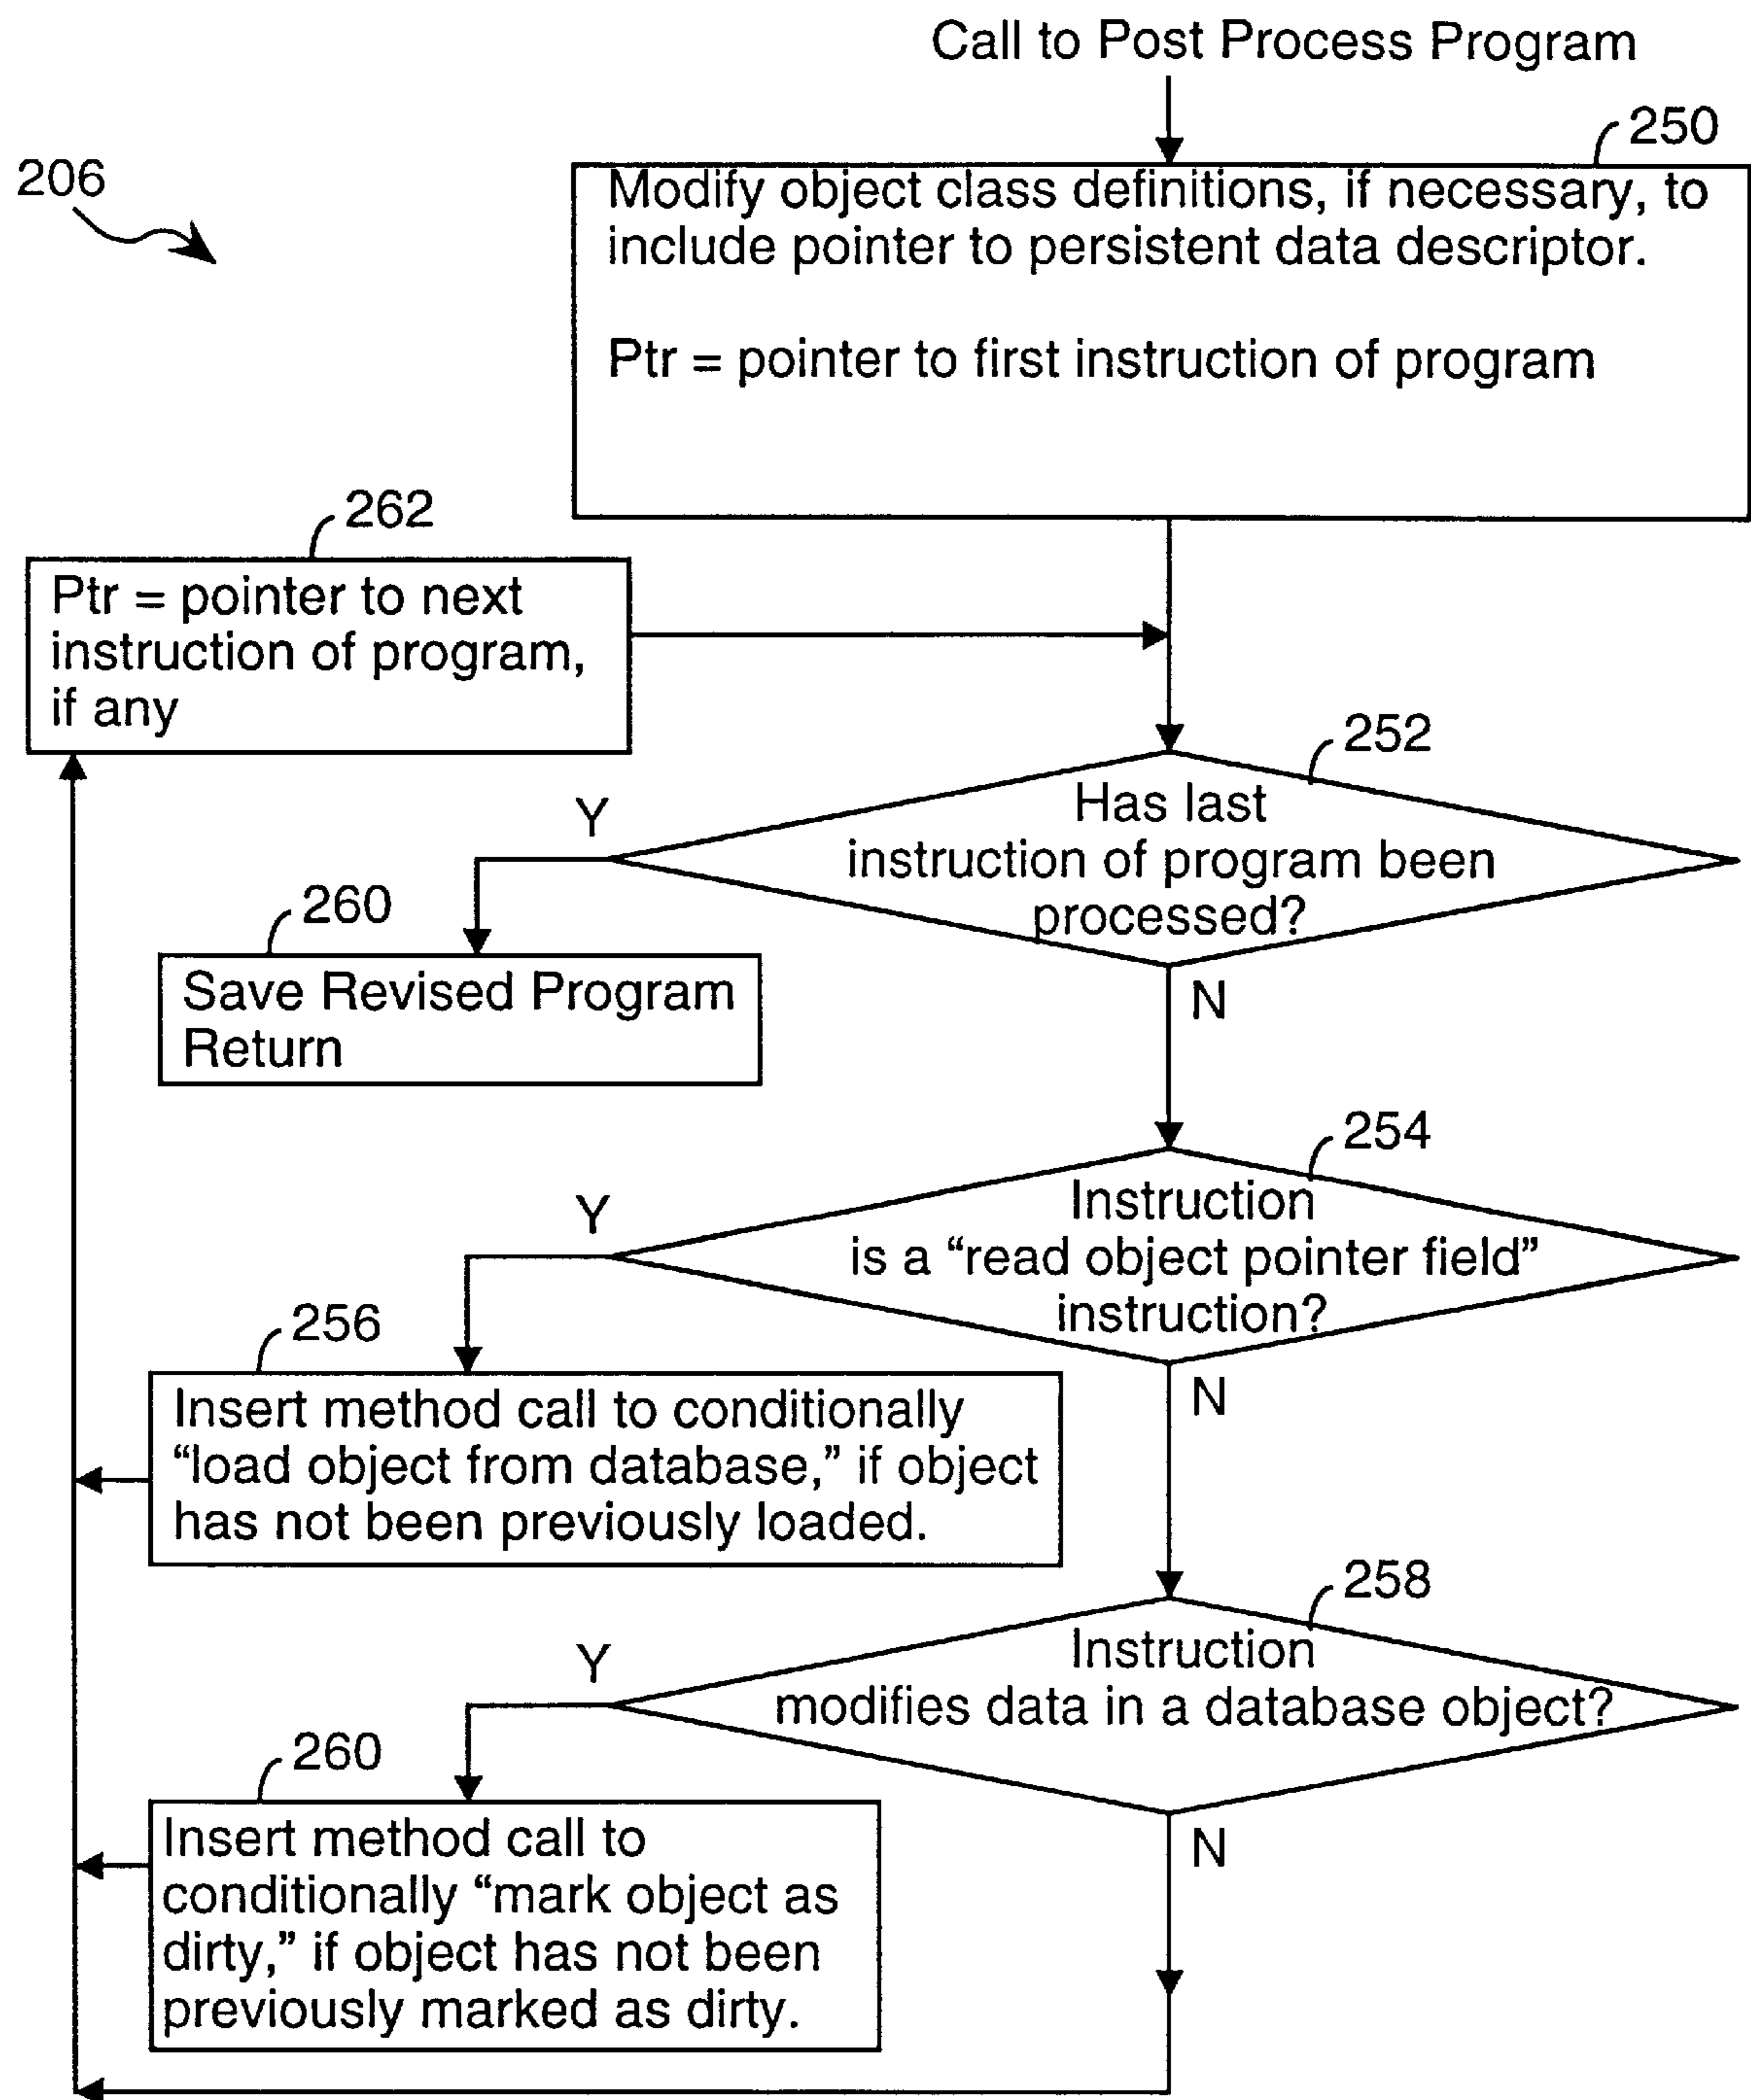 Call to Post Process Program
250
206
Modify object class definitions, if necessary, to
include pointer to persistent data descriptor.
Ptr = pointer to first instruction of program
262
Ptr = pointer to next
instruction of program,
if any
252
Has last
instruction of program been
processed?
Y
N
260
Save Revised Program
Return
254
Instruction
is a “read object pointer field”
instruction?
Y
N
256
Insert method call to conditionally
“load object from database,” if object
has not been previously loaded.
258
Instruction
modifies data in a database object?
Y
N
260
Insert method call to
conditionally “mark object as
dirty,” if object has not been
previously marked as dirty.